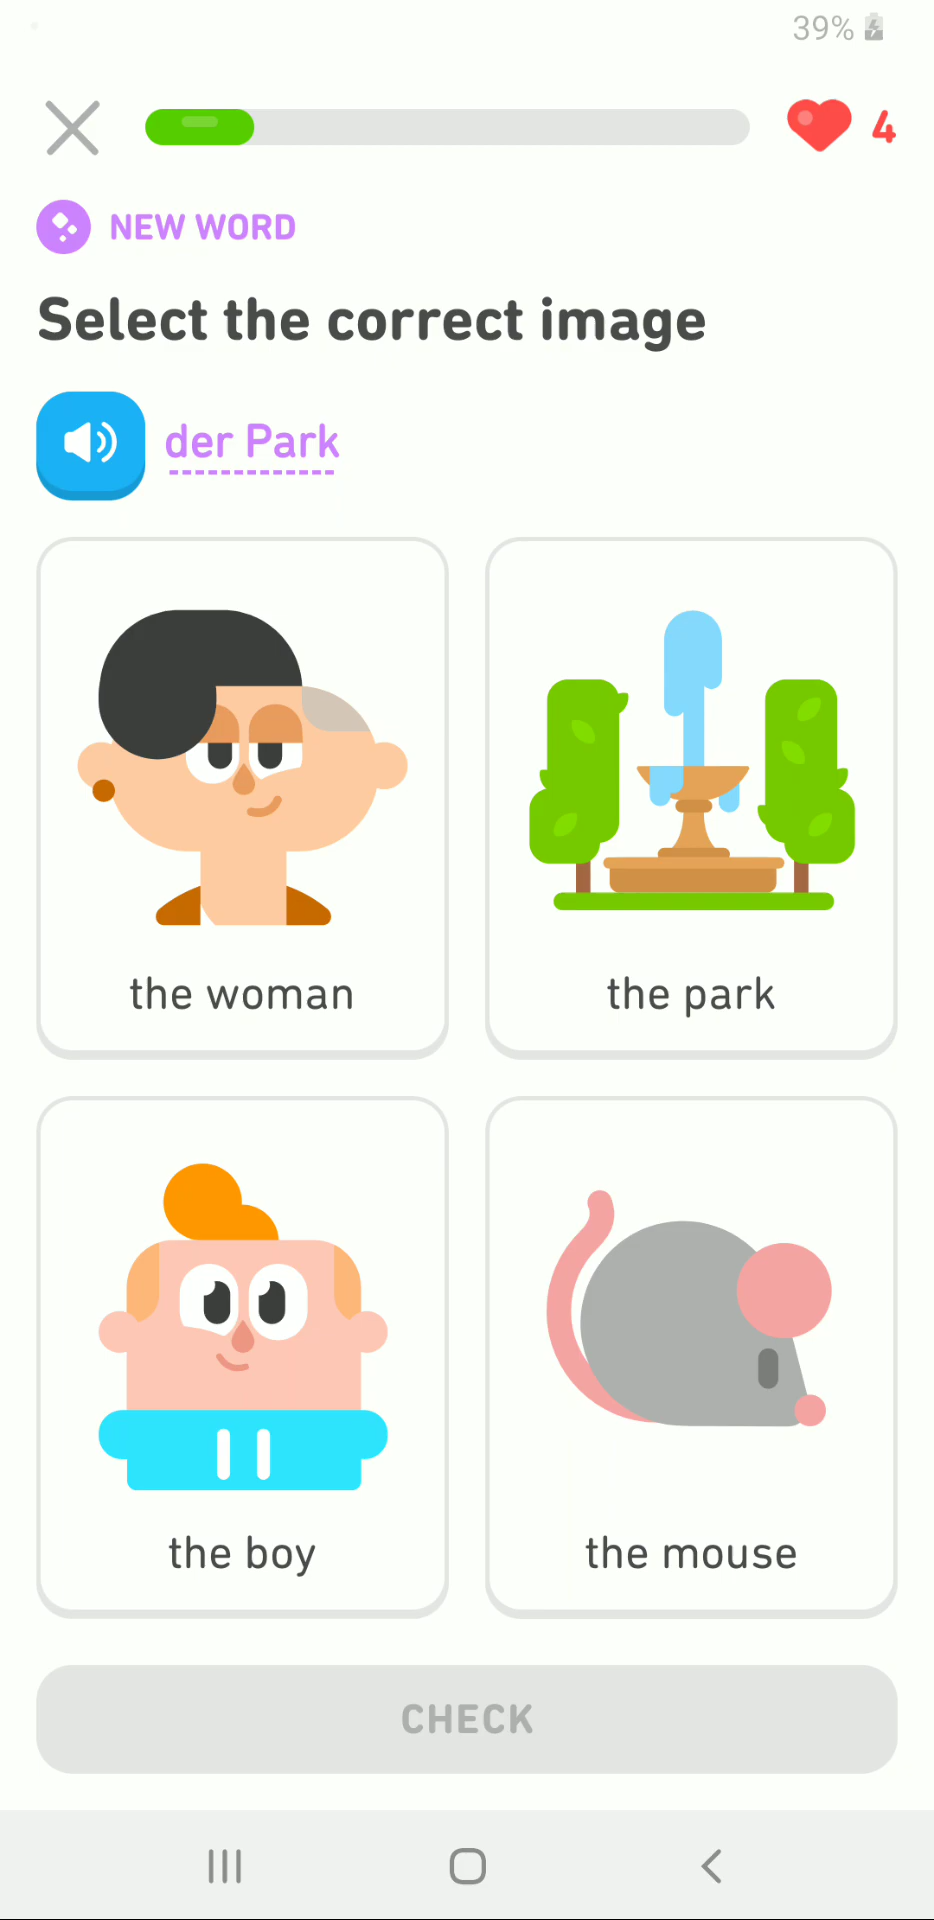 39%
4
NEW WORD
Select the correct image
der Park
the woman
the park
the boy
the mouse
CHECK